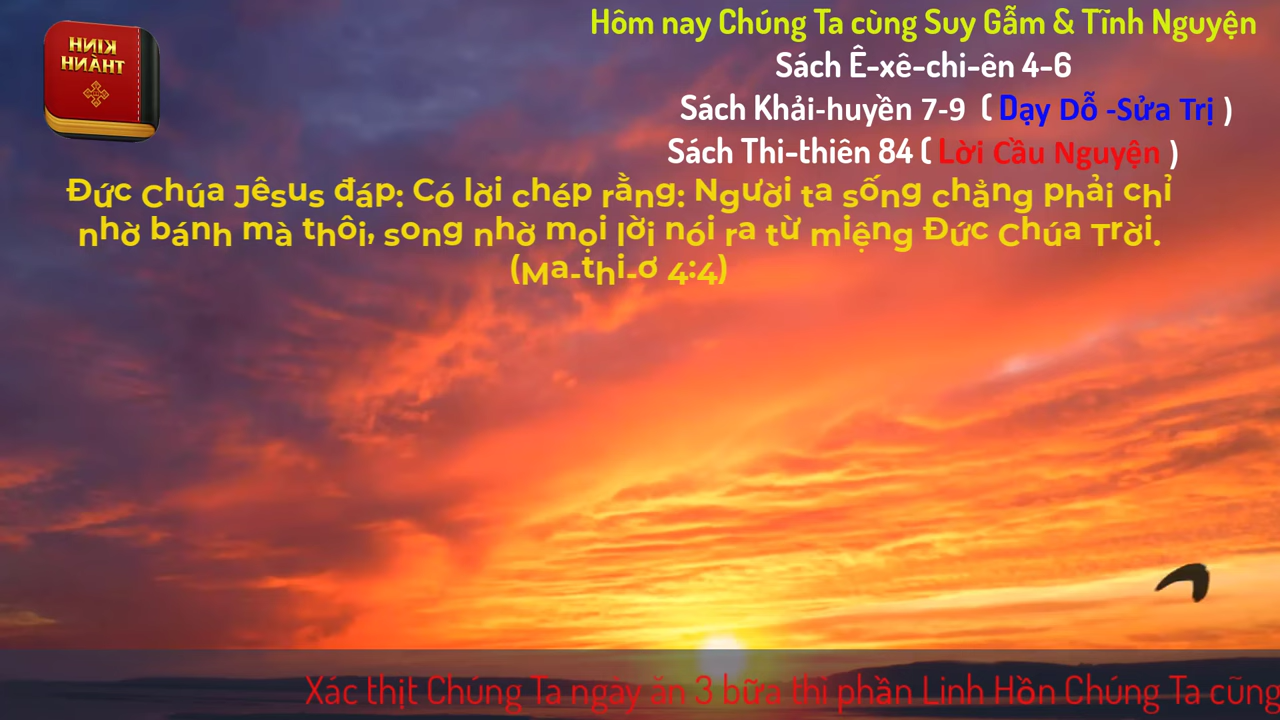 KINH
THÁNH
Hôm nay Chúng Ta cùng Suy Gẫm & Tĩnh Nguyện
Sách Ê-xê-chi-ên 4-6
Sách Khải-huyền 7-9 ( Dạy Dỗ -Sửa Trị )
Sách Thi-thiên 84 ( Lời Cầu Nguyện )
Đức Chúa Jêsus đáp: Có lời chép rằng: Người ta sống chẳng phải chỉ
nhờ bánh mà thôi, song nhờ mọi lời nói ra từ miệng Đức Chúa Trời.
(Ma-thi-ơ 4:4)
Xác thịt Chúng Ta ngày ăn 3 bữa thì phần Linh Hồn Chúng Ta cũng